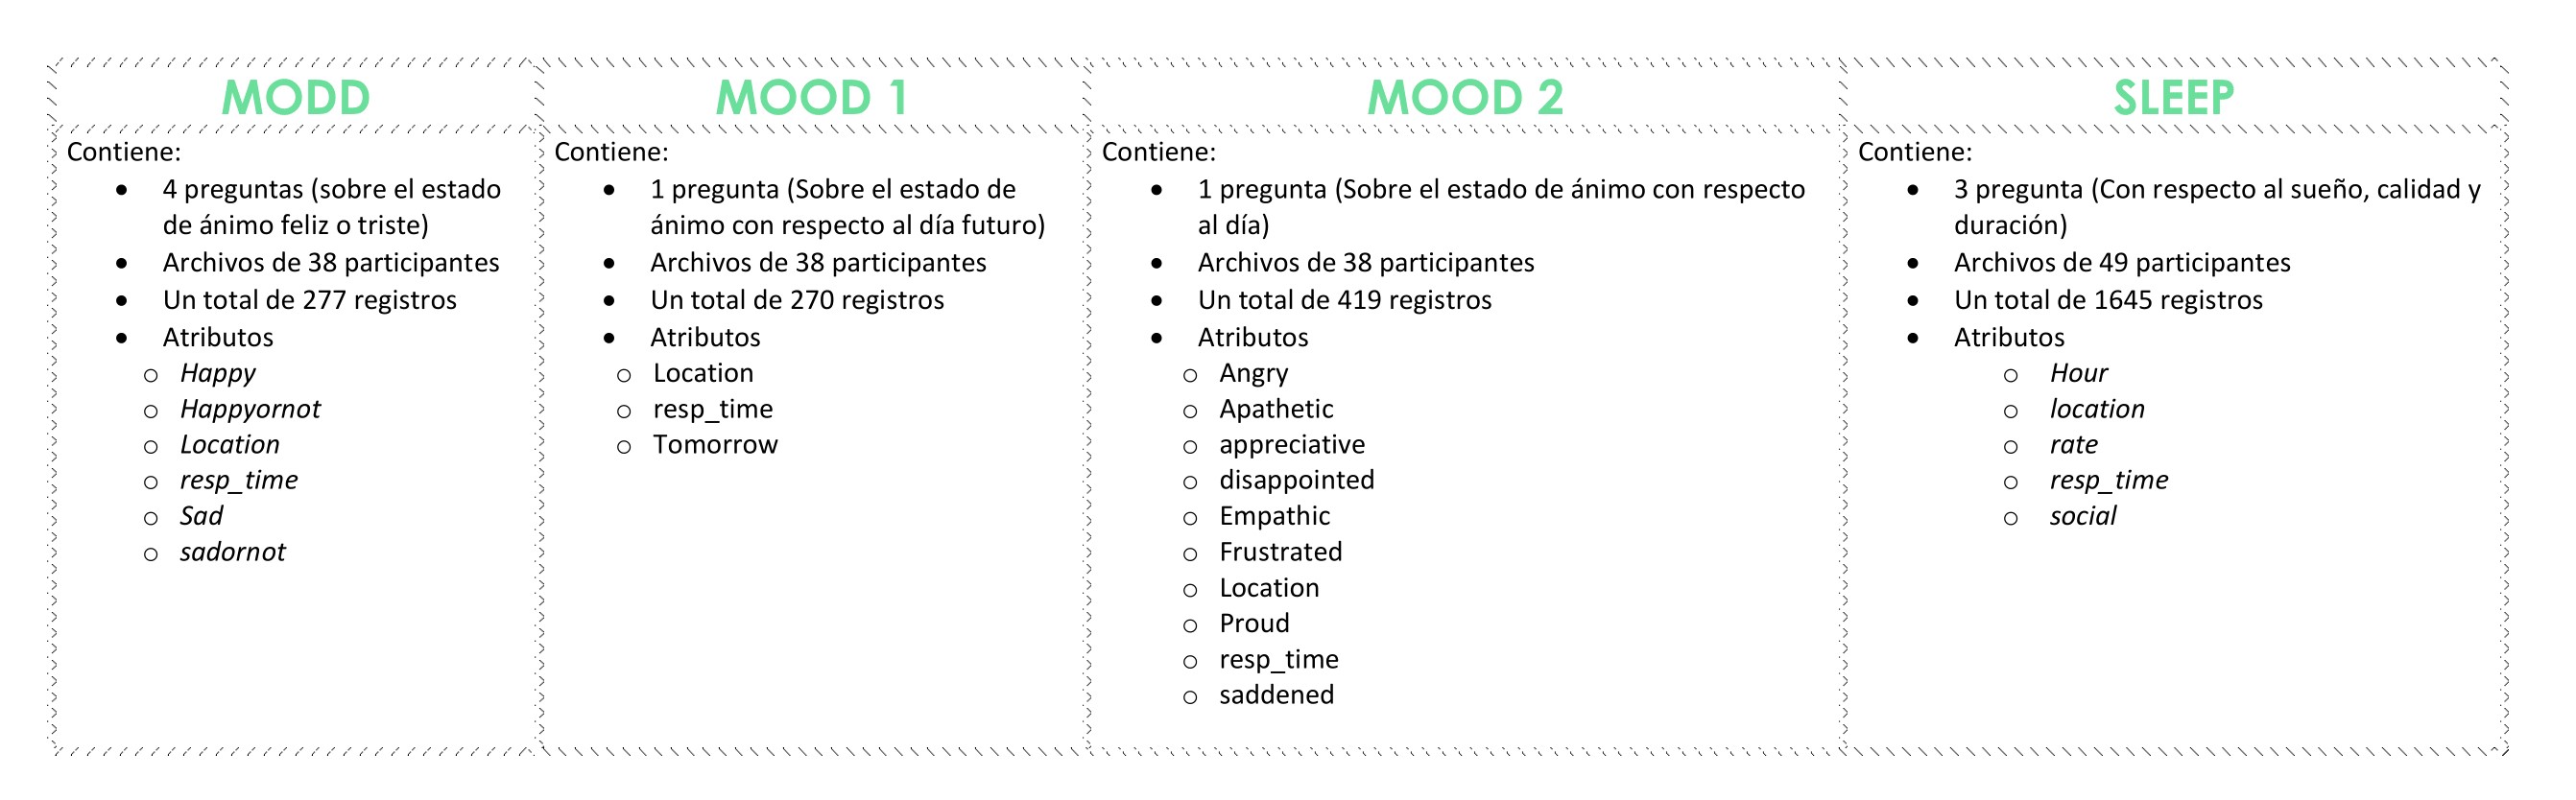 MODD
Contiene:
• 4 preguntas (sobre el estado
de ánimo feliz o triste)
• Archivos de 38 participantes
• Un total de 277 registros
• Atributos
o Happy
o Happyornot
o Location
o resp_time
o Sad
o sadornot
MOOD 1
Contiene:
• 1 pregunta (Sobre el estado de
ánimo con respecto al día futuro)
• Archivos de 38 participantes
• Un total de 270 registros
• Atributos
o Location
o resp_time
o Tomorrow
MOOD 2
Contiene:
• 1 pregunta (Sobre el estado de ánimo con respecto
al día)
• Archivos de 38 participantes
• Un total de 419 registros
• Atributos
o Angry
o Apathetic
o appreciative
o disappointed
o Empathic
o Frustrated
o Location
o Proud
o resp_time
o saddened
SLEEP
Contiene:
• 3 pregunta (Con respecto al sueño, calidad y
duración)
• Archivos de 49 participantes
• Un total de 1645 registros
• Atributos
o Hour
o location
o rate
o resp_time
o social